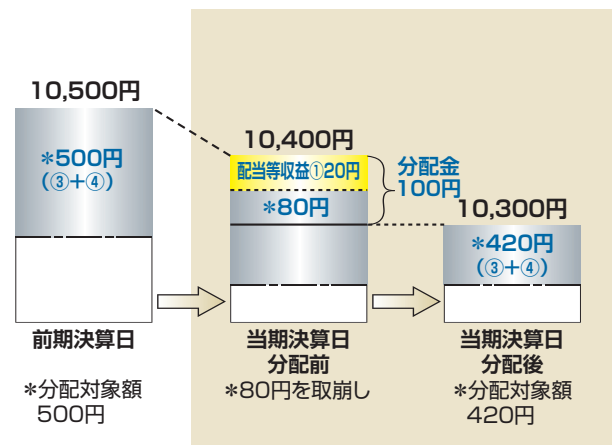 10,500円
＊500円
（③＋④）
前期決算日
＊分配対象額
500円
10,400円
配当等収益①20円
＊80円
分配金
100円
当期決算日
分配前
＊80円を取崩し
10,300円
＊420円
（③＋④）
当期決算日
分配後
＊分配対象額
420円